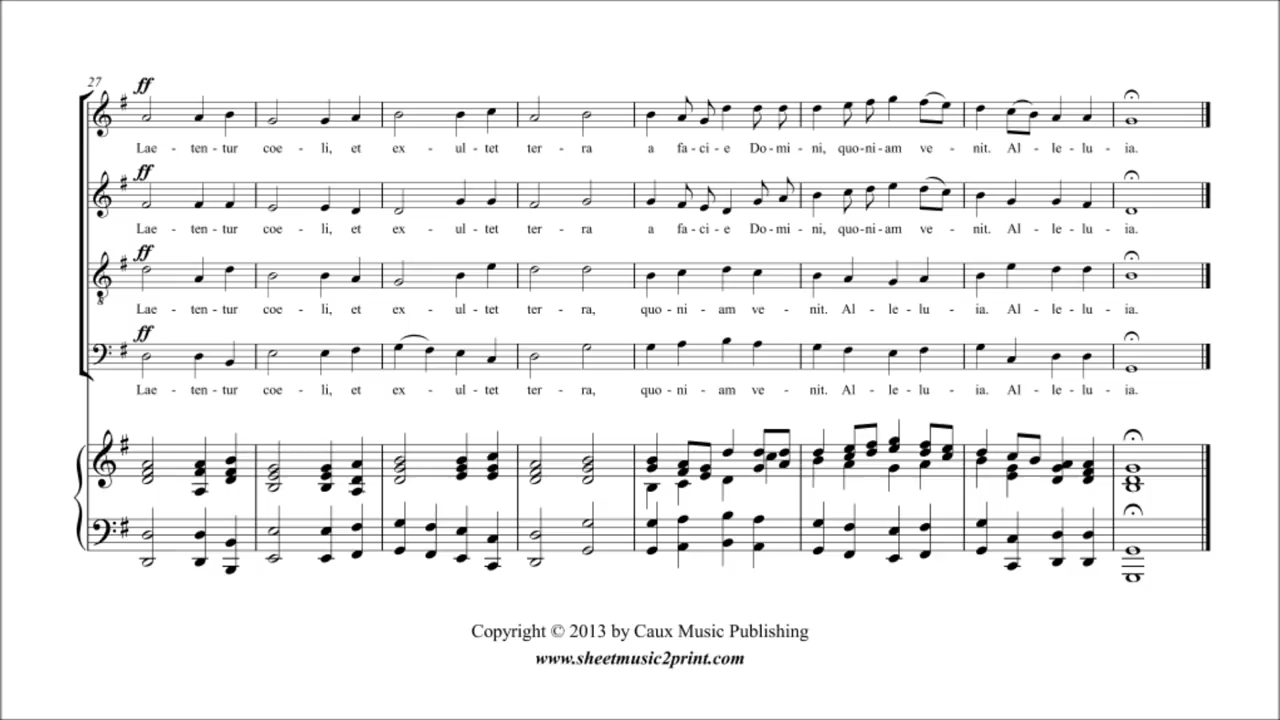 27
ff
Lae - ten - tur coe - li, et ex - ul - tet ter - ra a fa - ci - e Do - mi - ni, quo - ni - am ve - nit. Al - le - lu - ia.
ff
Lae - ten - tur coe - li, et ex - ul - tet ter - ra a fa - ci - e Do - mi - ni, quo - ni - am ve - nit. Al - le - lu - ia.
ff
8
Lae - ten - tur coe - li, et ex - ul - tet ter - ra, quo - ni - am ve - nit. Al - le - lu - ia. Al - le - lu - ia.
ff
Lae - ten - tur coe - li, et ex - ul - tet ter - ra, quo - ni - am ve - nit. Al - le - lu - ia. Al - le - lu - ia.
Copyright © 2013 by Caux Music Publishing
www.sheetmusic2print.com